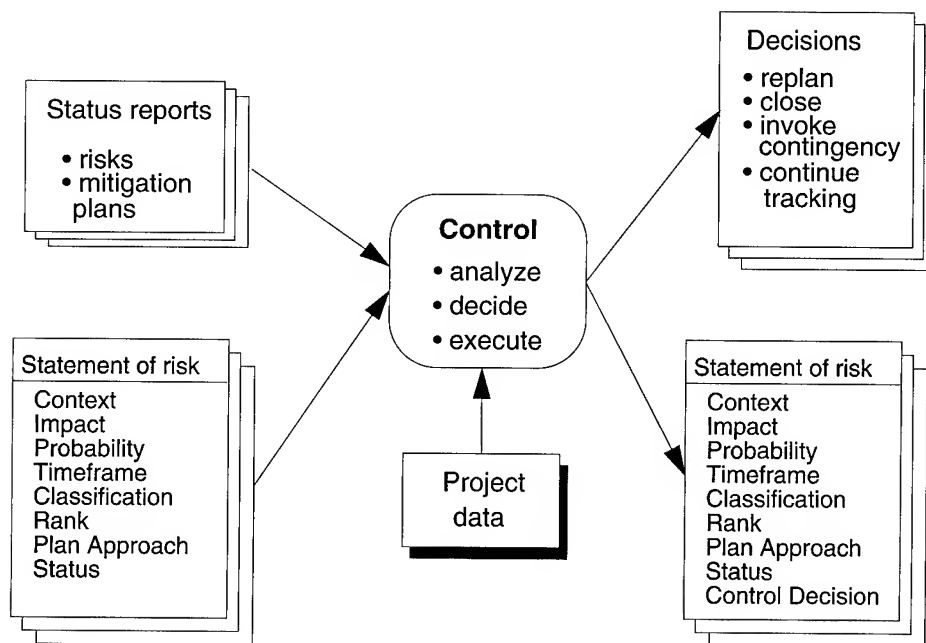 Status reports
• risks
• mitigation
plans
Statement of risk
Context
Impact
Probability
Timeframe
Classification
Rank
Plan Approach
Status
Control
• analyze
• decide
• execute
Project
data
Decisions
• replan
• close
• invoke
contingency
• continue
tracking
Statement of risk
Context
Impact
Probability
Timeframe
Classification
Rank
Plan Approach
Status
Control Decision